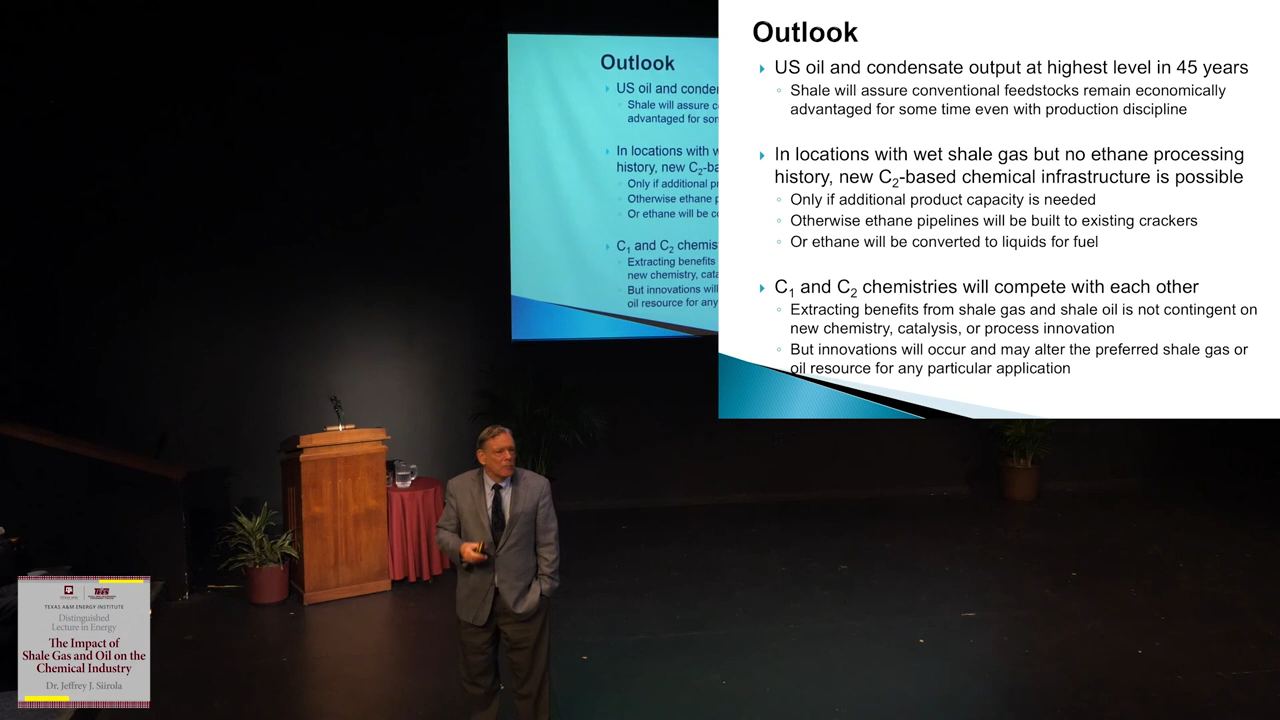 Outlook
US oil and condensate output at highest level in 45 years
Shale will assure conventional feedstocks remain economically
advantaged for some time even with production discipline
In locations with wet shale gas but no ethane processing
history, new C2-based chemical infrastructure is possible
Only if additional product capacity is needed
Otherwise ethane pipelines will be built to existing crackers
Or ethane will be converted to liquids for fuel
C1 and C2 chemistries will compete with each other
Extracting benefits from shale gas and shale oil is not contingent on
new chemistry, catalysis, or process innovation
But innovations will occur and may alter the preferred shale gas or
oil resource for any particular application
Outlook
US oil and conde
Shale will assure c
advantaged for so
In locations with w
history, new C2-ba
Only if additional p
Otherwise ethane p
Or ethane will be c
C1 and C2 chemis
Extracting benefits
new chemistry, cata
But innovations will
oil resource for any
TEXAS A&M ENERGY INSTITUTE
Distinguished
Lecture in Energy
The Impact of
Shale Gas and Oil on the
Chemical Industry
Dr. Jeffrey J. Siirola